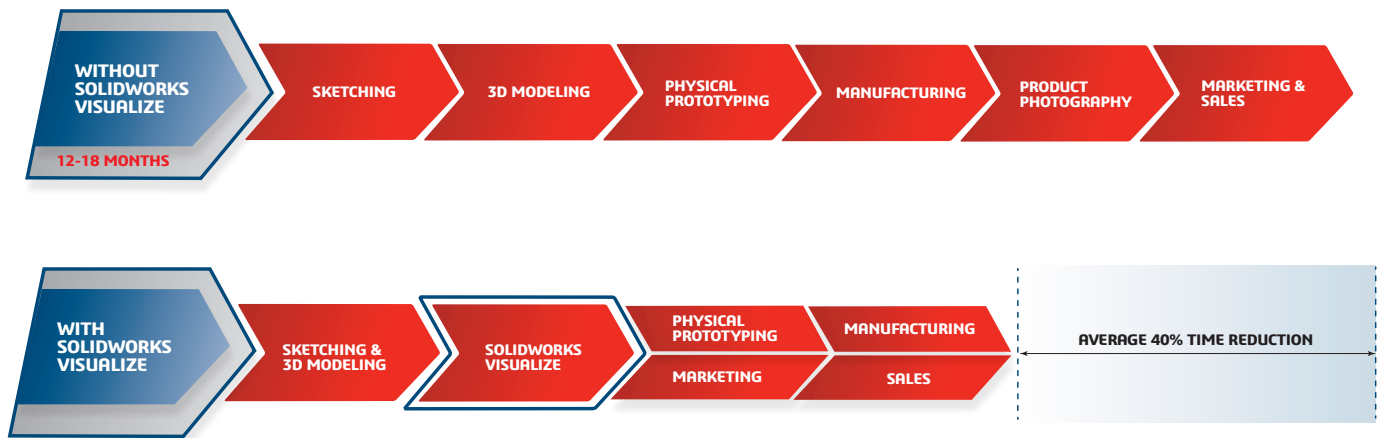 WITHOUT
SOLIDWORKS
VISUALIZE
12-18 MONTHS
SKETCHING
3D MODELING
PHYSICAL
PROTOTYPING
MANUFACTURING
PRODUCT
PHOTOGRAPHY
MARKETING &
SALES
WITH
SOLIDWORKS
VISUALIZE
SKETCHING &
3D MODELING
SOLIDWORKS
VISUALIZE
PHYSICAL
PROTOTYPING
MANUFACTURING
MARKETING
SALES
AVERAGE 40% TIME REDUCTION